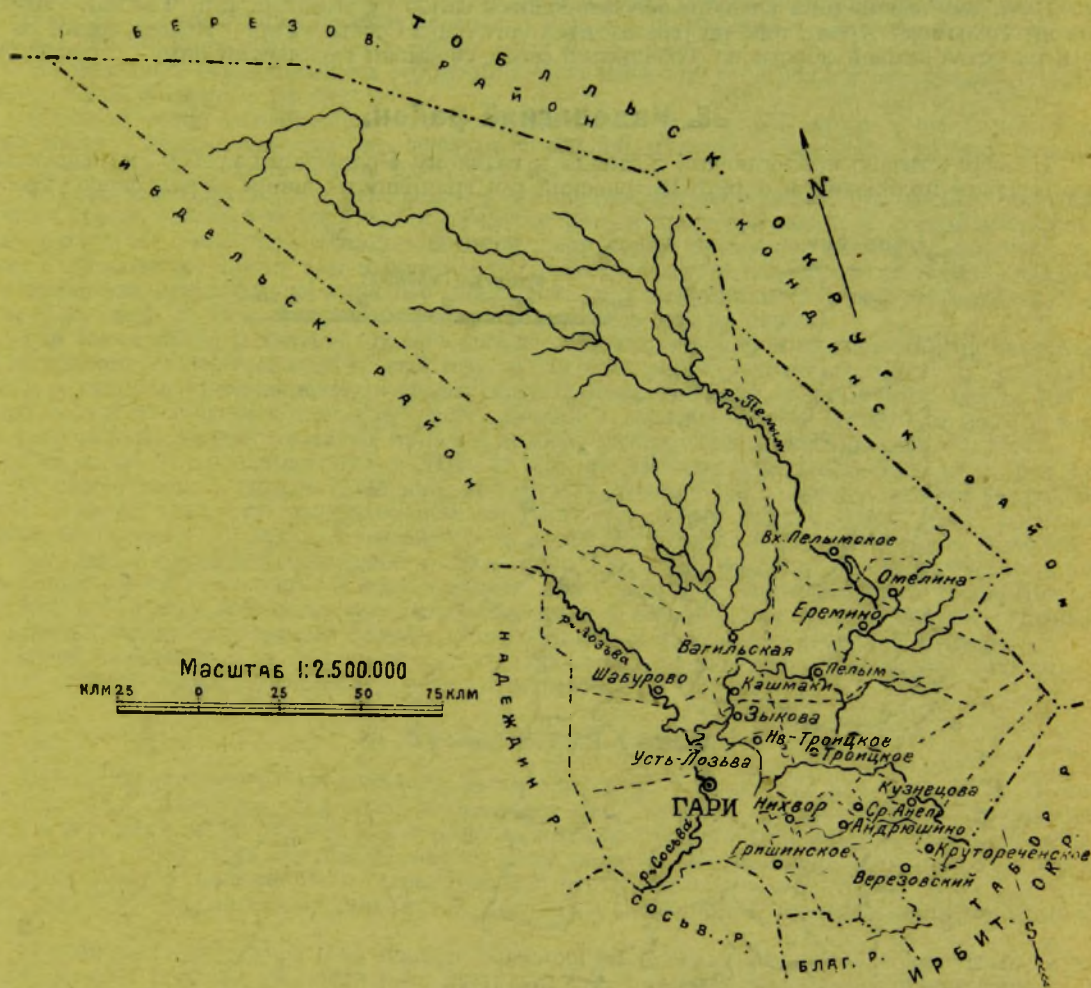 БЕРЕЗОВ. РАЙОН
ТОБЛЬСК. ОКРУГ
КОНДИНСК. РАЙОН
ИВДЕЛЬСК. РАЙОН
N
р. Пелым
Вх. Пелымское
Отелина
Еремино
р. Лозьва
Вагильская
Пелым
Масштаб 1:2.500.000
КЛМ 25 0 25 50 75 КЛМ
Шабурово
Кашмаки
Зыкова
НАДЕЖДИН. Р.
Нв-Троицкое
Троицкое
Усть-Лозьва
ГАРИ
Кузнецова
Нихвор
Ср. Анеп
Андрюшино
р. Сосьва
Гришинское
Крутореченское
Верезовский
СОСЬВ. Р.
БЛАГ. Р.
ИРБИТ. ОКР.
S